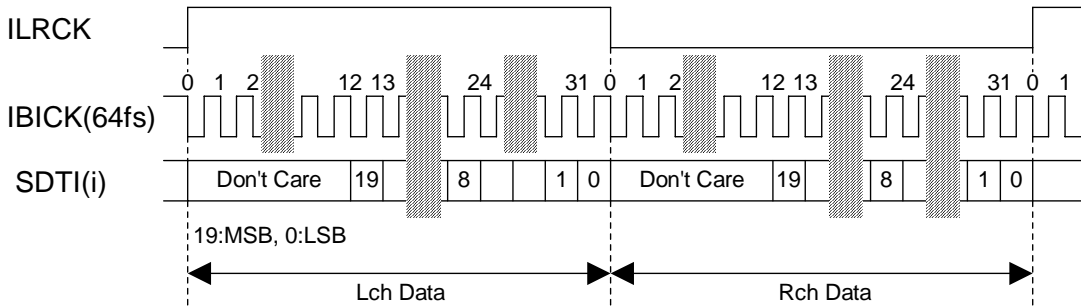 ILRCK
0 1 2 12 13 24 31 0 1 2 12 13 24 31 0 1
IBICK(64fs)
SDTI(i) Don't Care 19 8 1 0 Don't Care 19 8 1 0
19:MSB, 0:LSB
Lch Data Rch Data